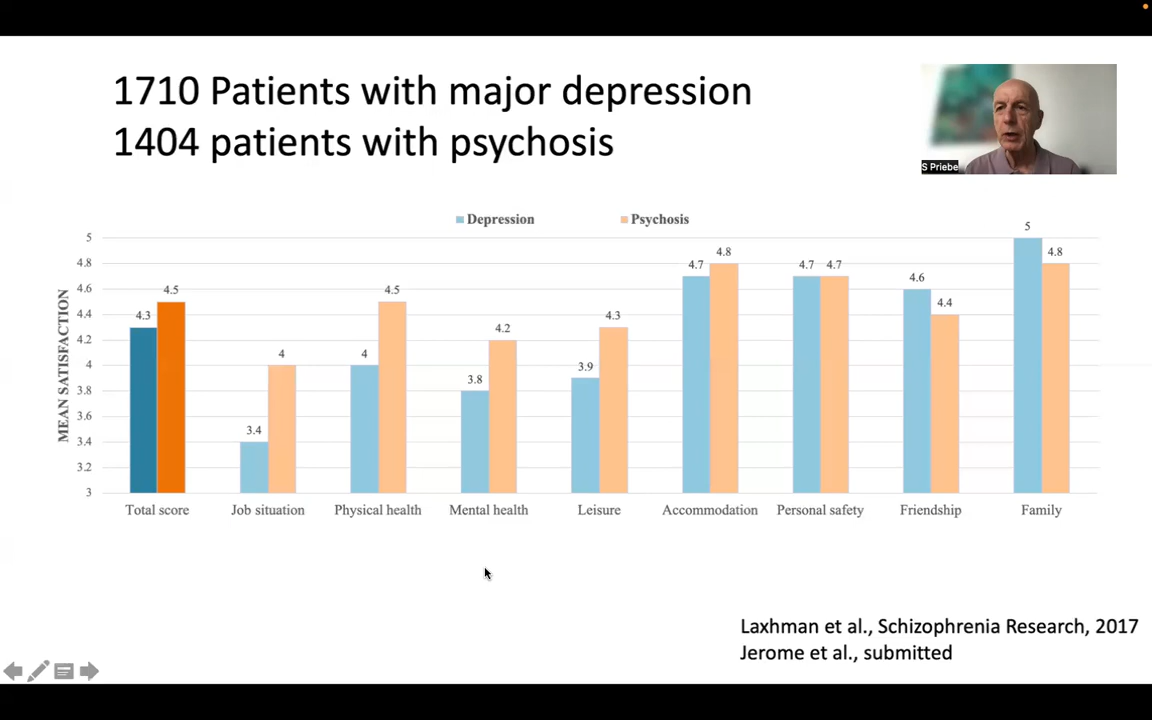 1710 Patients with major depression
1404 patients with psychosis
S Priebe
Depression Psychosis
MEAN SATISFACTION
5
4.8
4.6
4.4
4.2
4
3.8
3.6
3.4
3.2
3
4.3 4.5
3.4 4
4 4.5
3.8 4.2
3.9 4.3
4.7 4.8
4.7 4.7
4.6 4.4
5 4.8
Total score Job situation Physical health Mental health Leisure Accommodation Personal safety Friendship Family
Laxhman et al., Schizophrenia Research, 2017
Jerome et al., submitted